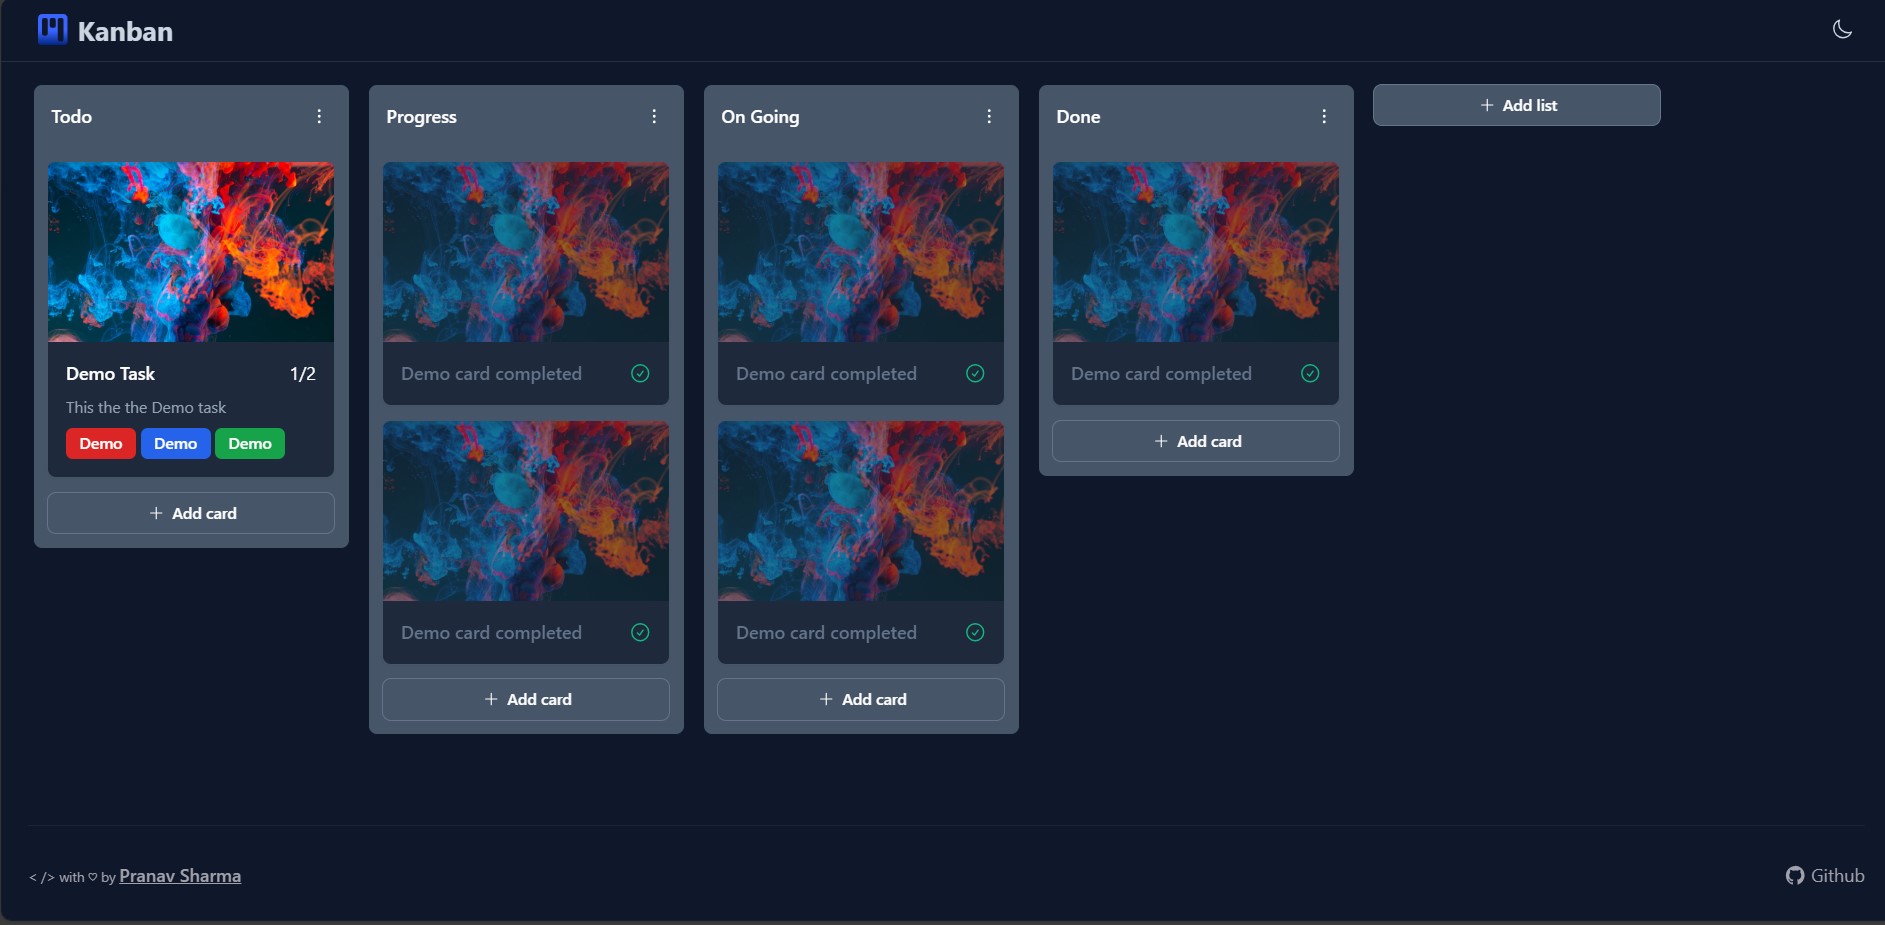 Kanban
Todo
Demo Task 1/2
This the the Demo task
Demo Demo Demo
+ Add card
Progress
Demo card completed
Demo card completed
+ Add card
On Going
Demo card completed
Demo card completed
+ Add card
Done
Demo card completed
+ Add card
+ Add list
< /> with ♡ by Pranav Sharma
Github